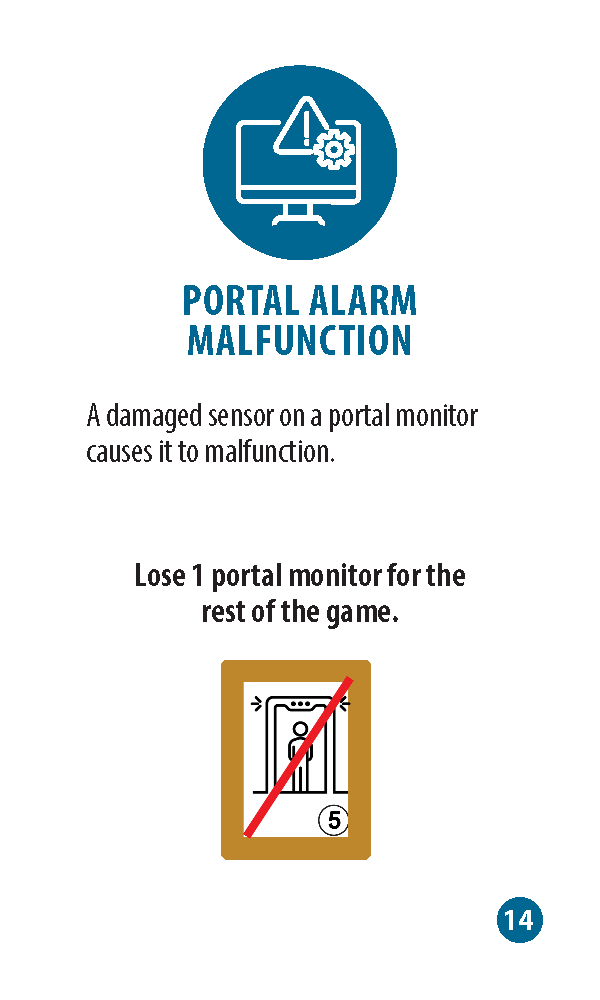 PORTAL ALARM
MALFUNCTION
A damaged sensor on a portal monitor
causes it to malfunction.
Lose 1 portal monitor for the
rest of the game.
5
14